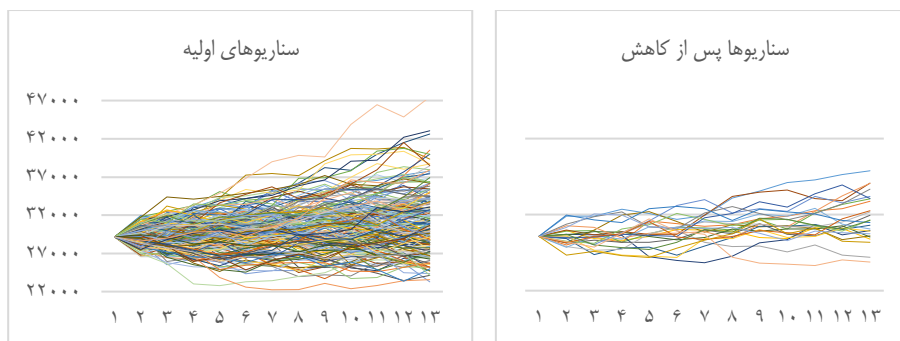 سناریوهای اولیه
۴۷۰۰۰
۴۲۰۰۰
۳۷۰۰۰
۳۲۰۰۰
۲۷۰۰۰
۲۲۰۰۰
۱ ۲ ۳ ۴ ۵ ۶ ۷ ۸ ۹ ۱۰ ۱۱ ۱۲ ۱۳
سناریوها پس از کاهش
۱ ۲ ۳ ۴ ۵ ۶ ۷ ۸ ۹ ۱۰ ۱۱ ۱۲ ۱۳